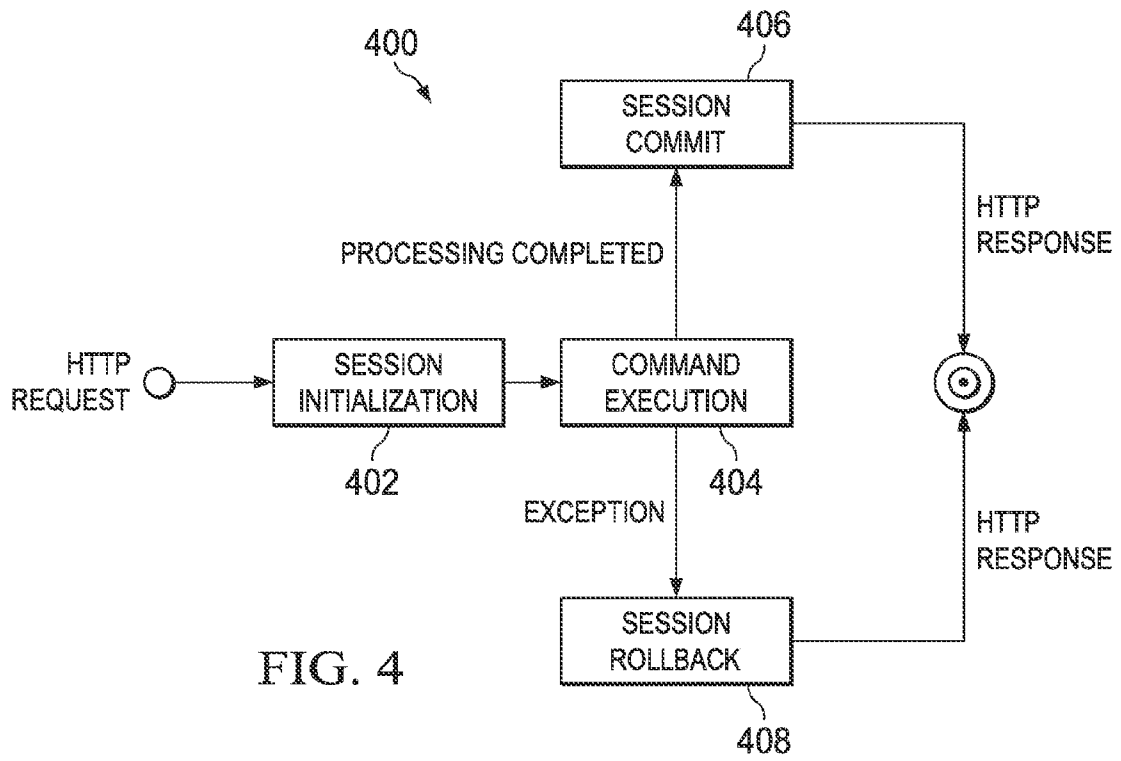 400
406
SESSION
COMMIT
HTTP
RESPONSE
PROCESSING COMPLETED
HTTP
REQUEST
SESSION
INITIALIZATION
COMMAND
EXECUTION
402
404
EXCEPTION
HTTP
RESPONSE
SESSION
ROLLBACK
FIG. 4
408